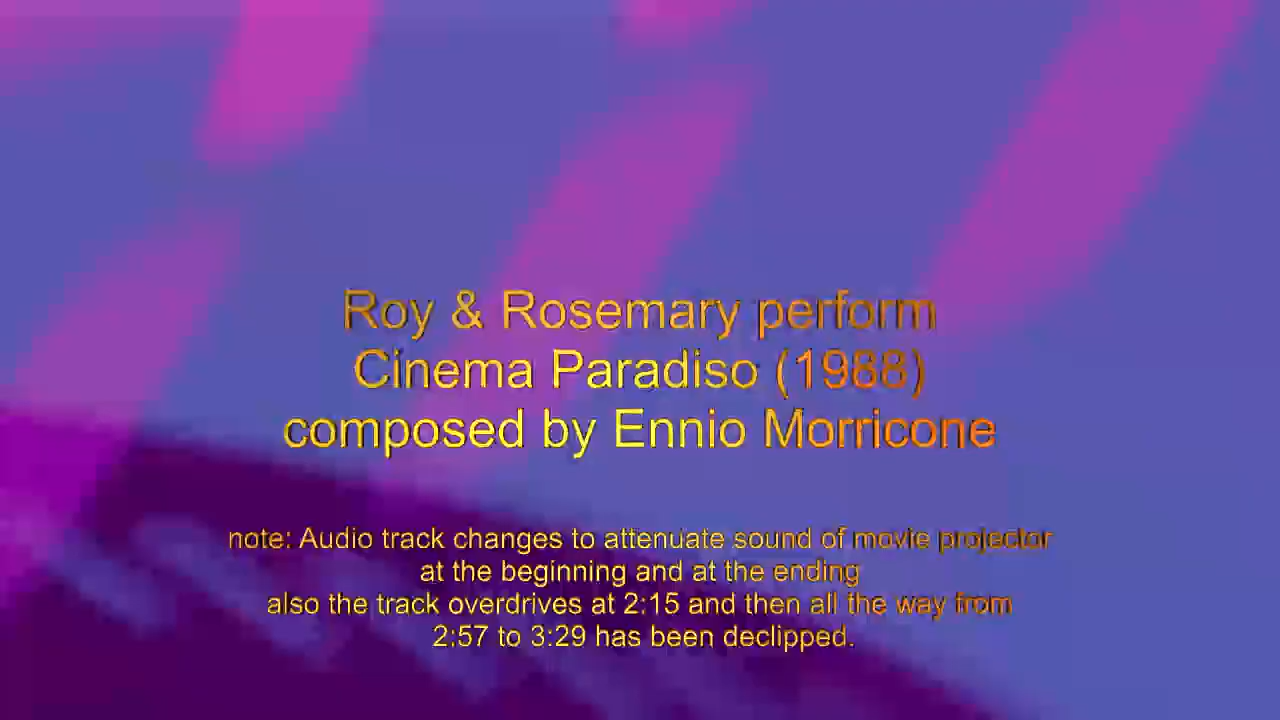 Roy & Rosemary perform
Cinema Paradiso (1988)
composed by Ennio Morricone
note: Audio track changes to attenuate sound of movie projector
at the beginning and at the ending
also the track overdrives at 2:15 and then all the way from
2:57 to 3:29 has been declipped.